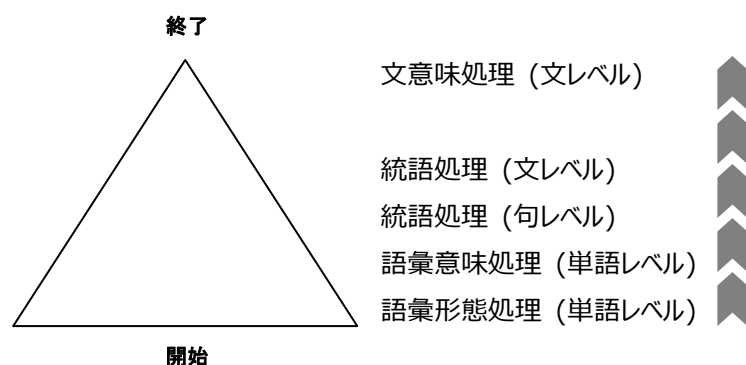 終了
文意味処理 (文レベル)
統語処理 (文レベル)
統語処理 (句レベル)
語彙意味処理 (単語レベル)
語彙形態処理 (単語レベル)
開始